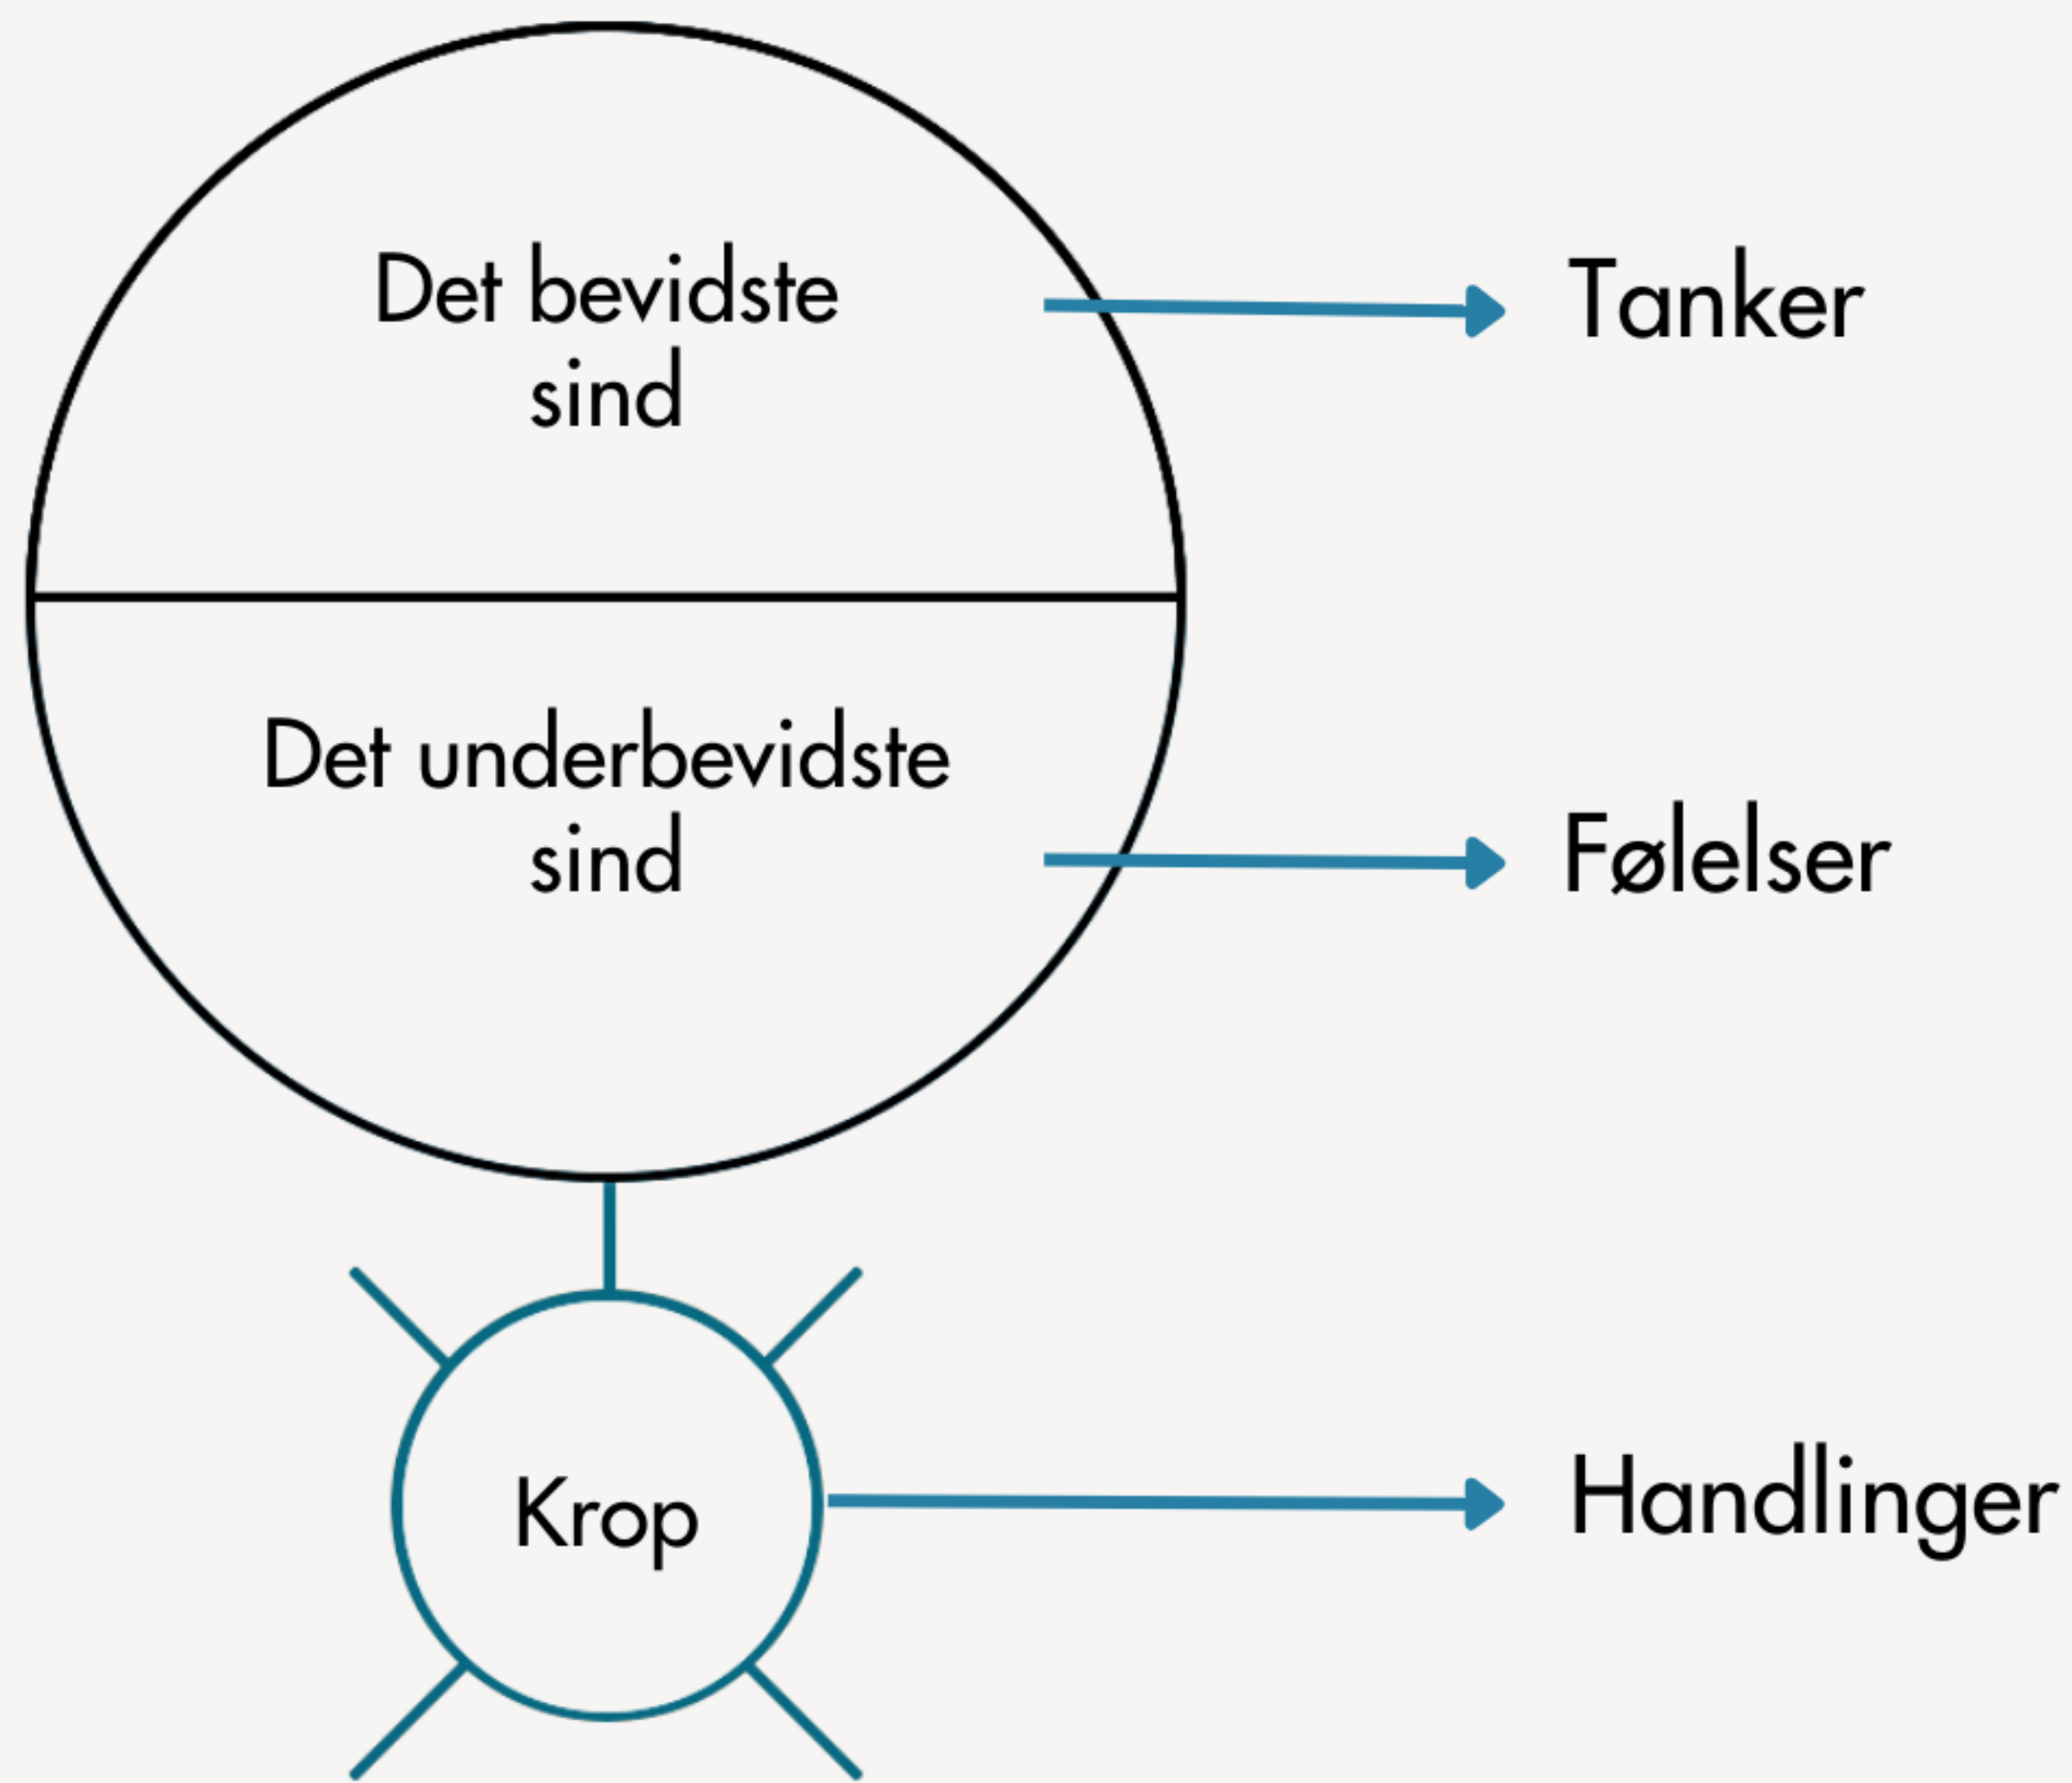 Det bevidste
sind
Tanker
Det underbevidste
sind
Følelser
Krop
Handlinger